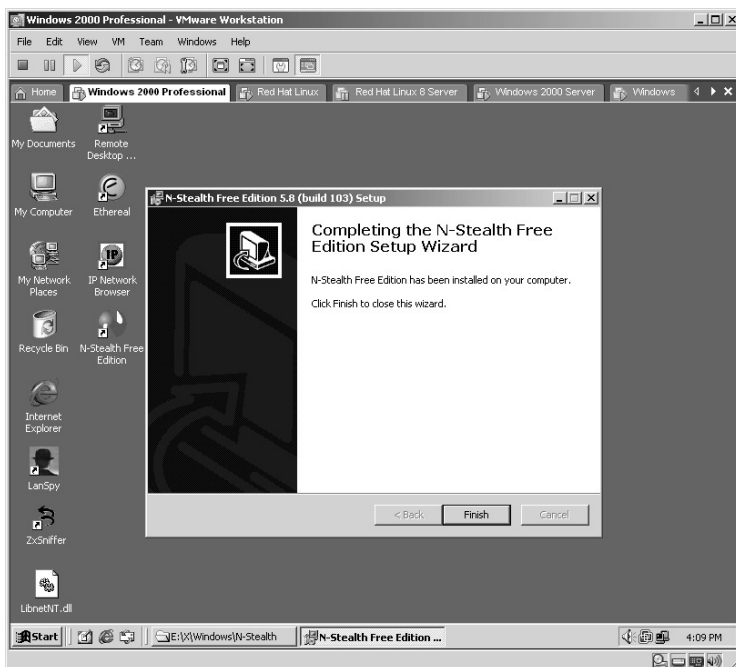 Windows 2000 Professional - VMware Workstation
File Edit View VM Team Windows Help
Home Windows 2000 Professional Red Hat Linux Red Hat Linux 8 Server Windows 2000 Server Windows
My Documents
Remote
Desktop ...
My Computer
Ethereal
My Network
Places
IP Network
Browser
Recycle Bin
N-Stealth Free
Edition
Internet
Explorer
LanSpy
ZxSniffer
LibnetNT.dll
N-Stealth Free Edition 5.8 (build 103) Setup
Completing the N-Stealth Free
Edition Setup Wizard
N-Stealth Free Edition has been installed on your computer.
Click Finish to close this wizard.
< Back Finish Cancel
Start E:\X\Windows\N-Stealth N-Stealth Free Edition ... 4:09 PM